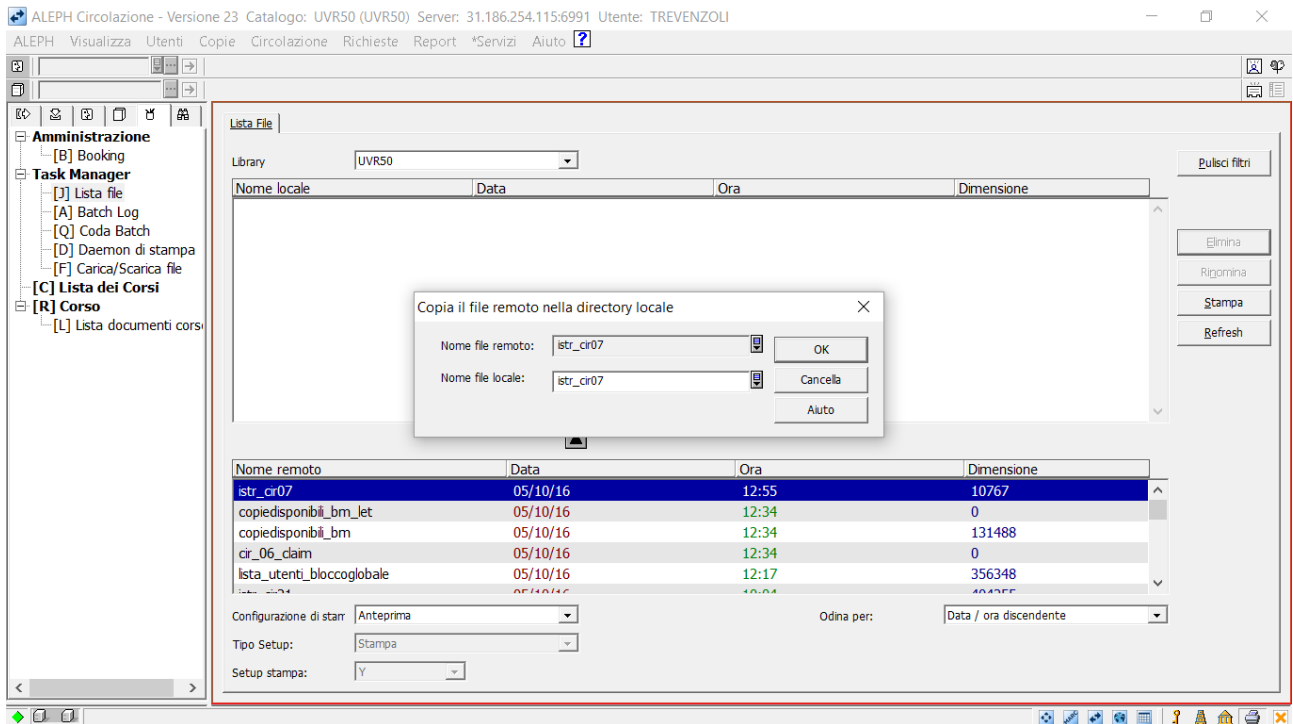 ALEPH Circolazione - Versione 23 Catalogo: UVR50 (UVR50) Server: 31.186.254.115:6991 Utente: TREVENZOLI
ALEPH Visualizza Utenti Copie Circolazione Richieste Report *Servizi Aiuto ?
Amministrazione
[B] Booking
Task Manager
[J] Lista file
[A] Batch Log
[Q] Coda Batch
[D] Daemon di stampa
[F] Carica/Scarica file
[C] Lista dei Corsi
[R] Corso
[L] Lista documenti cors
Lista File
Library UVR50 Pulisci filtri
Nome locale Data Ora Dimensione
Elimina
Rinomina
Stampa
Refresh
Copia il file remoto nella directory locale
Nome file remoto: istr_cir07 OK
Nome file locale: istr_cir07 Cancella
Aiuto
Nome remoto Data Ora Dimensione
istr_cir07 05/10/16 12:55 10767
copiedisponibili_bm_let 05/10/16 12:34 0
copiedisponibili_bm 05/10/16 12:34 131488
cir_06_claim 05/10/16 12:34 0
lista_utenti_bloccoglobale 05/10/16 12:17 356348
Configurazione di stam Anteprima Odina per: Data / ora discendente
Tipo Setup: Stampa
Setup stampa: Y